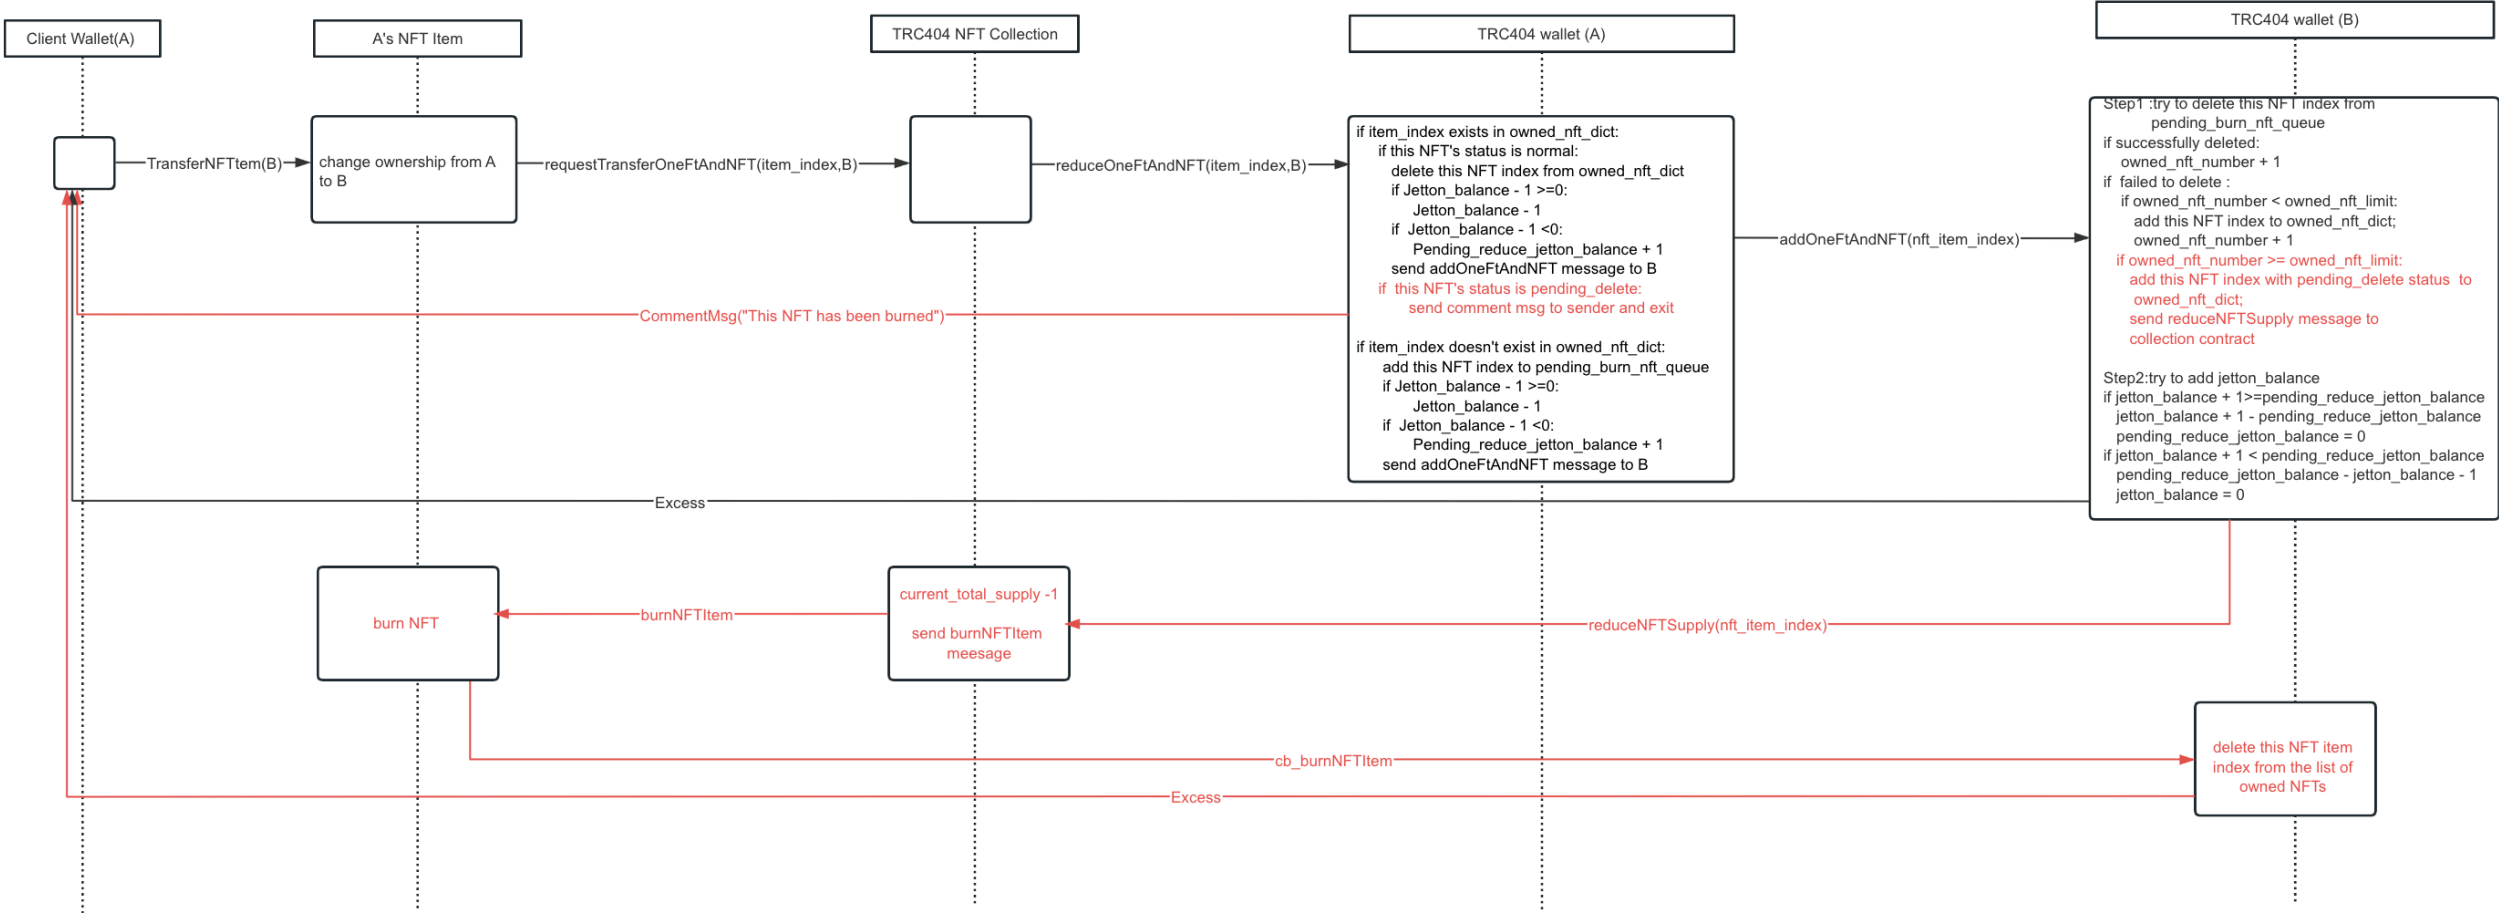 Client Wallet(A)
A's NFT Item
TRC404 NFT Collection
TRC404 wallet (A)
TRC404 wallet (B)
TransferNFTtem(B)
change ownership from A
to B
requestTransferOneFtAndNFT(item_index,B)
reduceOneFtAndNFT(item_index,B)
if item_index exists in owned_nft_dict:
if this NFT's status is normal:
delete this NFT index from owned_nft_dict
if Jetton_balance - 1 >=0:
Jetton_balance - 1
if Jetton_balance - 1 <0:
Pending_reduce_jetton_balance + 1
send addOneFtAndNFT message to B
if this NFT's status is pending_delete:
send comment msg to sender and exit
if item_index doesn't exist in owned_nft_dict:
add this NFT index to pending_burn_nft_queue
if Jetton_balance - 1 >=0:
Jetton_balance - 1
if Jetton_balance - 1 <0:
Pending_reduce_jetton_balance + 1
send addOneFtAndNFT message to B
addOneFtAndNFT(nft_item_index)
Step1 :try to delete this NFT index from
pending_burn_nft_queue
if successfully deleted:
owned_nft_number + 1
if failed to delete :
if owned_nft_number < owned_nft_limit:
add this NFT index to owned_nft_dict;
owned_nft_number + 1
if owned_nft_number >= owned_nft_limit:
add this NFT index with pending_delete status to
owned_nft_dict;
send reduceNFTSupply message to
collection contract
Step2:try to add jetton_balance
if jetton_balance + 1>=pending_reduce_jetton_balance
jetton_balance + 1 - pending_reduce_jetton_balance
pending_reduce_jetton_balance = 0
if jetton_balance + 1 < pending_reduce_jetton_balance
pending_reduce_jetton_balance - jetton_balance - 1
jetton_balance = 0
CommentMsg("This NFT has been burned")
Excess
burn NFT
burnNFTItem
current_total_supply -1
send burnNFTItem
meesage
reduceNFTSupply(nft_item_index)
cb_burnNFTItem
delete this NFT item
index from the list of
owned NFTs
Excess